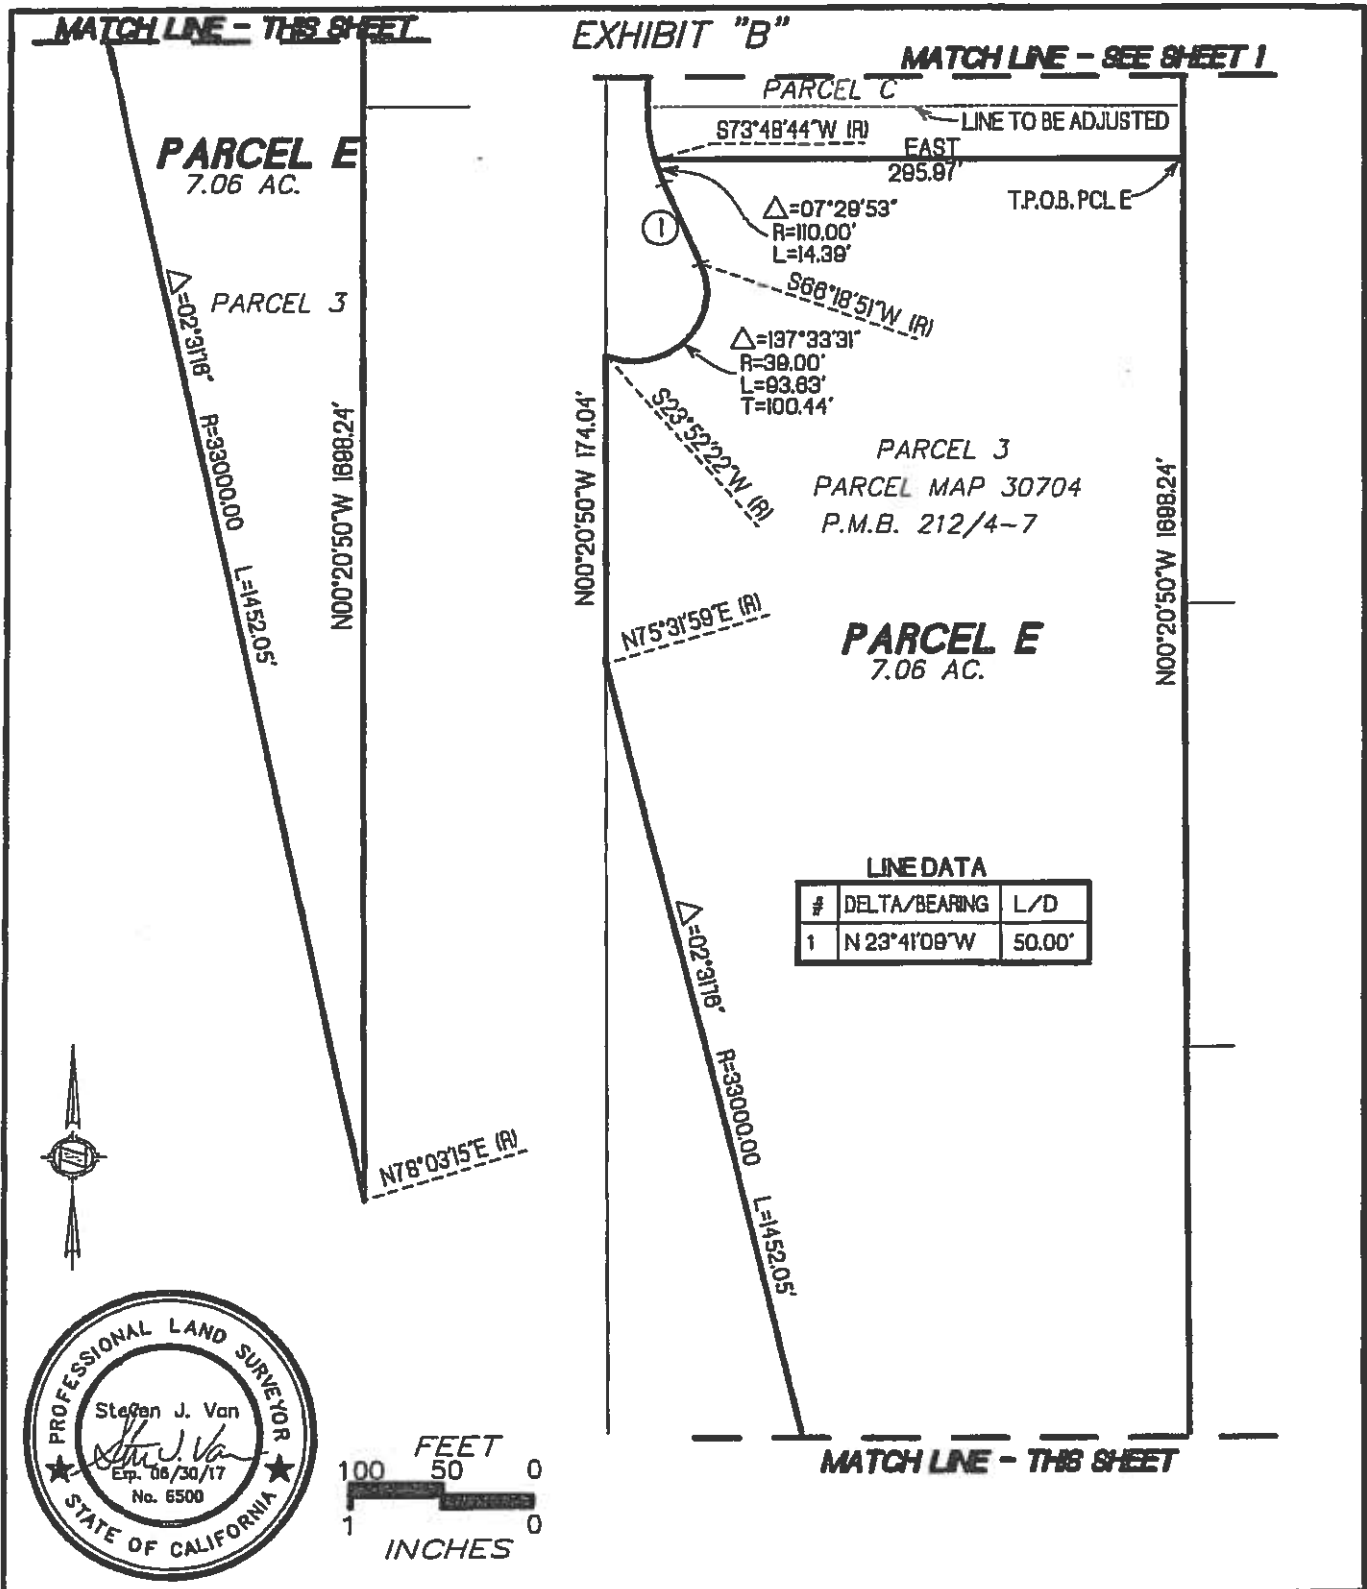 MATCH LINE - THIS SHEET
EXHIBIT "B"
MATCH LINE - SEE SHEET 1
PARCEL C
LINE TO BE ADJUSTED
S73°48'44"W (R)
EAST
295.97'
T.P.O.B. PCL E
PARCEL E
7.06 AC.
△=07°29'53"
R=110.00'
L=14.39'
1
S66°18'51"W (R)
PARCEL 3
△=02°31'16"
R=33000.00
L=1452.05'
N00°20'50"W 1698.24'
△=137°33'31"
R=39.00'
L=93.63'
T=100.44'
S23°52'22"W (R)
N00°20'50"W 174.04'
PARCEL 3
PARCEL MAP 30704
P.M.B. 212/4-7
N00°20'50"W 1698.24'
N75°31'59"E (R)
PARCEL E
7.06 AC.
LINE DATA
# DELTA/BEARING L/D
1 N 23°41'09"W 50.00'
△=02°31'16"
R=33000.00
L=1452.05'
N78°03'15"E (R)
N
PROFESSIONAL LAND SURVEYOR
Steven J. Van
Steven J. Van
Exp. 06/30/17
No. 6500
STATE OF CALIFORNIA
FEET
100 50 0
1 0
INCHES
MATCH LINE - THIS SHEET